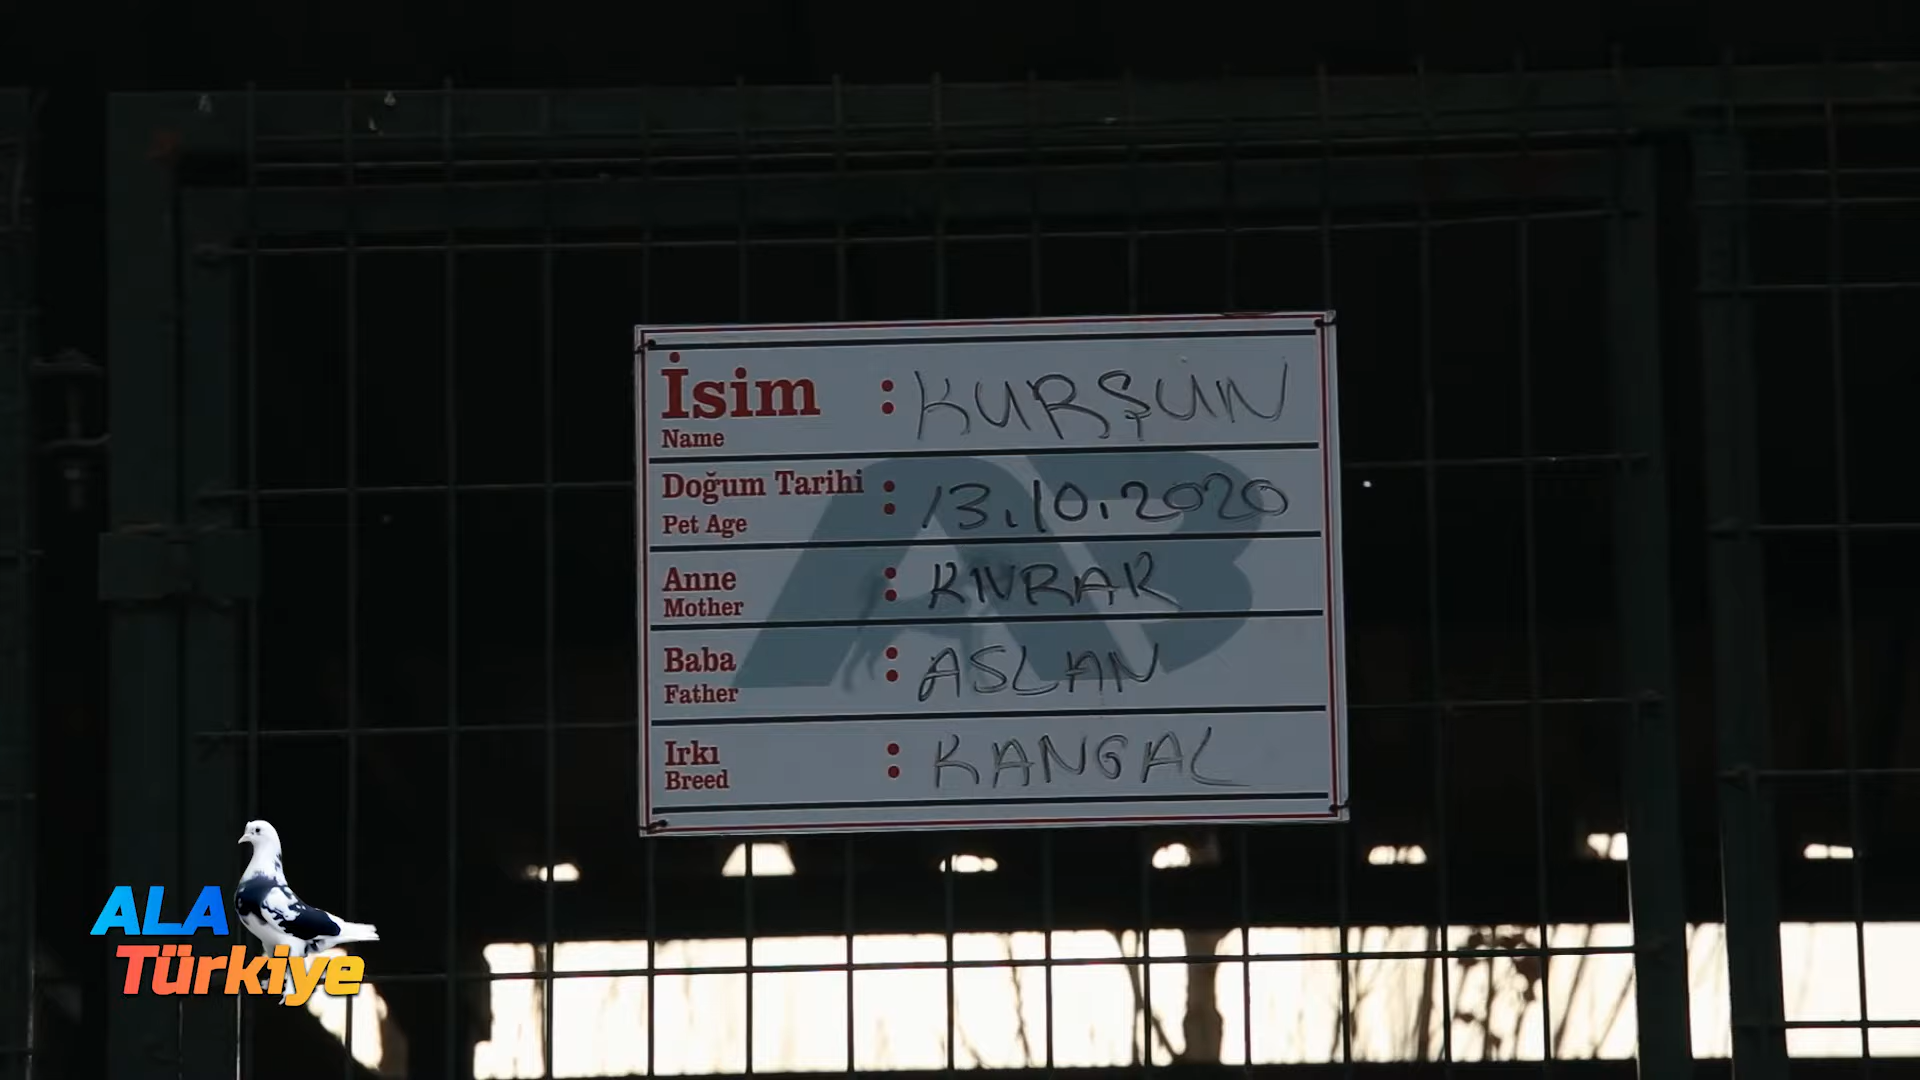 İsim : KURŞUN
Name
Doğum Tarihi : 13.10.2020
Pet Age
Anne : KIVRAK
Mother
Baba : ASLAN
Father
Irkı : KANGAL
Breed
AB
ALA
Türkiye